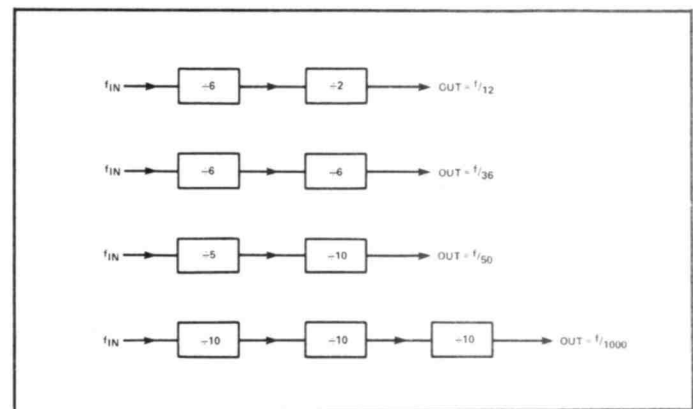 fIN ÷6 ÷2 OUT = f/12
fIN ÷6 ÷6 OUT = f/36
fIN ÷5 ÷10 OUT = f/50
fIN ÷10 ÷10 ÷10 OUT = f/1000